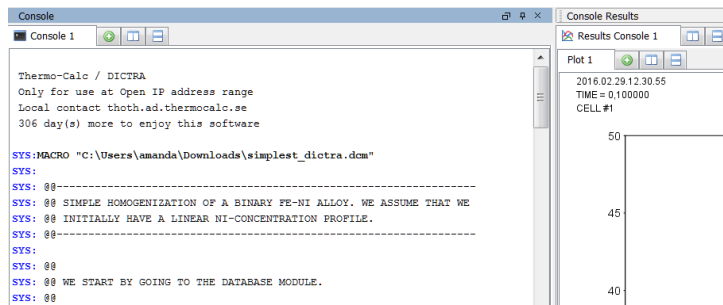 Console
Console 1
Thermo-Calc / DICTRA
Only for use at Open IP address range
Local contact thoth.ad.thermocalc.se
306 day(s) more to enjoy this software
SYS:MACRO "C:\Users\amanda\Downloads\simplest_dictra.dcm"
SYS:
SYS: @@---------------------------------------------------------------
SYS: @@ SIMPLE HOMOGENIZATION OF A BINARY FE-NI ALLOY. WE ASSUME THAT WE
SYS: @@ INITIALLY HAVE A LINEAR NI-CONCENTRATION PROFILE.
SYS: @@---------------------------------------------------------------
SYS:
SYS: @@
SYS: @@ WE START BY GOING TO THE DATABASE MODULE.
SYS: @@
Console Results
Results Console 1
Plot 1
2016.02.29.12.30.55
TIME = 0,100000
CELL #1
50
45
40